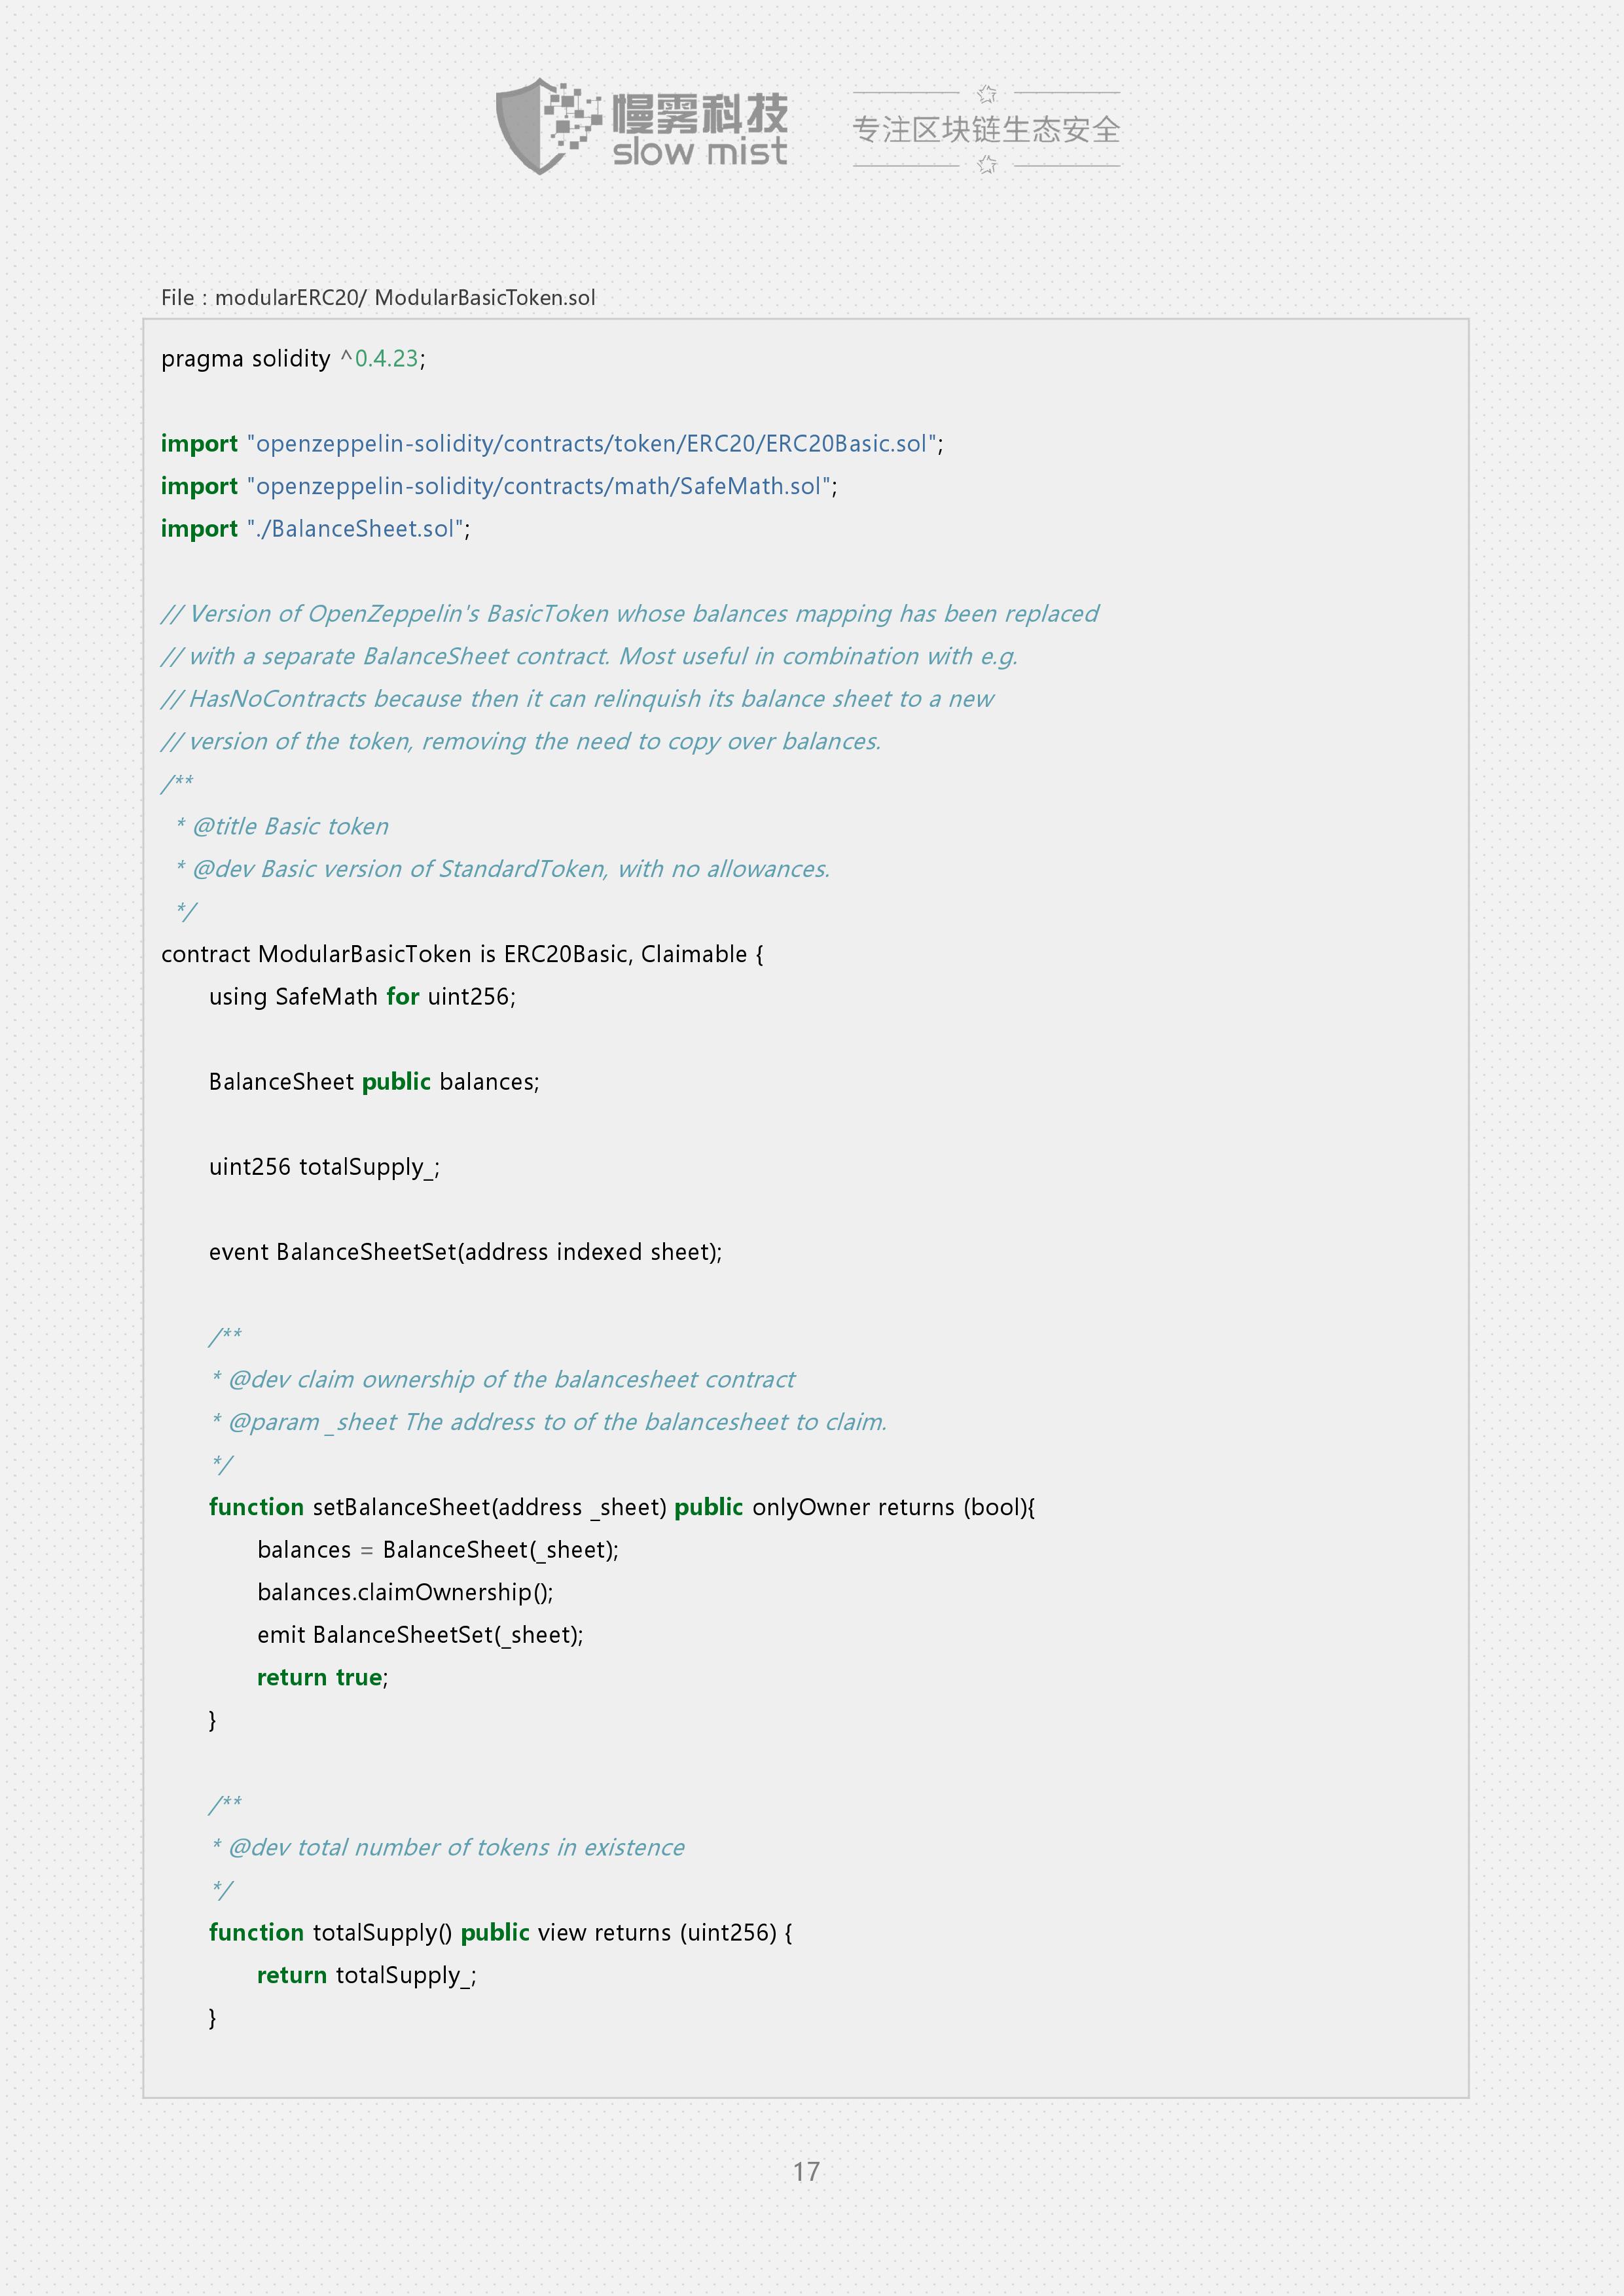 慢雾科技
slow mist
专注区块链生态安全
File : modularERC20/ ModularBasicToken.sol
pragma solidity ^0.4.23;
import "openzeppelin-solidity/contracts/token/ERC20/ERC20Basic.sol";
import "openzeppelin-solidity/contracts/math/SafeMath.sol";
import "./BalanceSheet.sol";
// Version of OpenZeppelin's BasicToken whose balances mapping has been replaced
// with a separate BalanceSheet contract. Most useful in combination with e.g.
// HasNoContracts because then it can relinquish its balance sheet to a new
// version of the token, removing the need to copy over balances.
/**
* @title Basic token
* @dev Basic version of StandardToken, with no allowances.
*/
contract ModularBasicToken is ERC20Basic, Claimable {
using SafeMath for uint256;
BalanceSheet public balances;
uint256 totalSupply_;
event BalanceSheetSet(address indexed sheet);
/**
* @dev claim ownership of the balancesheet contract
* @param _sheet The address to of the balancesheet to claim.
*/
function setBalanceSheet(address _sheet) public onlyOwner returns (bool){
balances = BalanceSheet(_sheet);
balances.claimOwnership();
emit BalanceSheetSet(_sheet);
return true;
}
/**
* @dev total number of tokens in existence
*/
function totalSupply() public view returns (uint256) {
return totalSupply_;
}
17